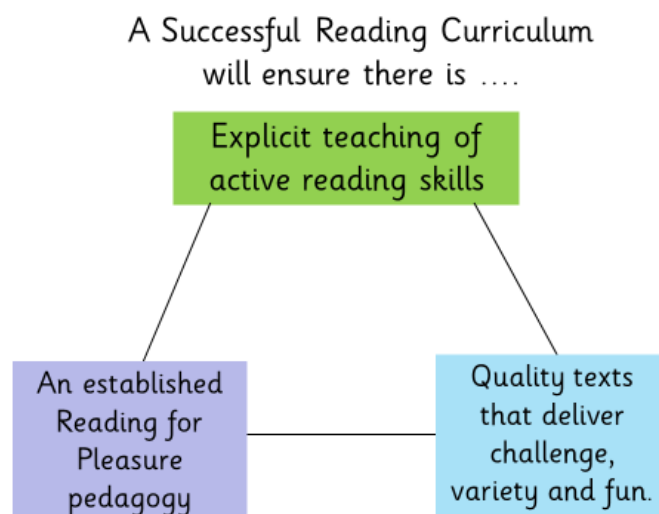 A Successful Reading Curriculum
will ensure there is ....
Explicit teaching of
active reading skills
An established
Reading for
Pleasure
pedagogy
Quality texts
that deliver
challenge,
variety and fun.